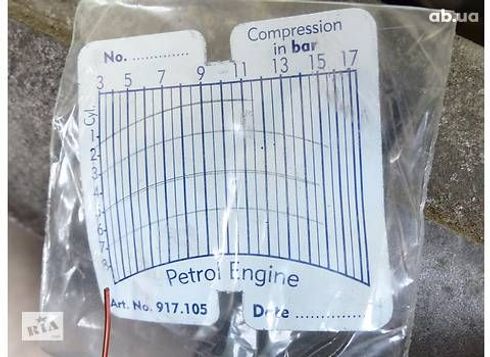 ab.ua
No. .............
Compression
in bar
3 5 7 9 11 13 15 17
Cyl.
1
2
3
4
5
6
7
8
Petrol Engine
Art. No. 917.105
Date .............
RIA